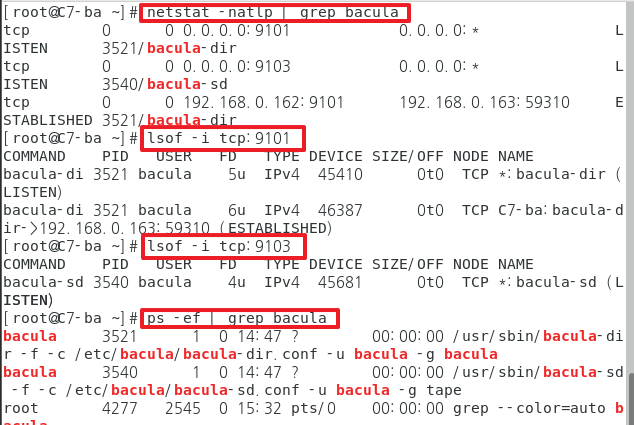 [root@C7-ba ~]# netstat -natlp | grep bacula
tcp        0      0 0.0.0.0:9101            0.0.0.0:*               L
ISTEN      3521/bacula-dir
tcp        0      0 0.0.0.0:9103            0.0.0.0:*               L
ISTEN      3540/bacula-sd
tcp        0      0 192.168.0.162:9101      192.168.0.163:59310     E
STABLISHED 3521/bacula-dir
[root@C7-ba ~]# lsof -i tcp:9101
COMMAND    PID   USER   FD   TYPE DEVICE SIZE/OFF NODE NAME
bacula-di 3521 bacula    5u  IPv4  45410      0t0  TCP *:bacula-dir (
LISTEN)
bacula-di 3521 bacula    6u  IPv4  46387      0t0  TCP C7-ba:bacula-d
ir->192.168.0.163:59310 (ESTABLISHED)
[root@C7-ba ~]# lsof -i tcp:9103
COMMAND    PID   USER   FD   TYPE DEVICE SIZE/OFF NODE NAME
bacula-sd 3540 bacula    4u  IPv4  45681      0t0  TCP *:bacula-sd (L
ISTEN)
[root@C7-ba ~]# ps -ef | grep bacula
bacula     3521      1  0 14:47 ?        00:00:00 /usr/sbin/bacula-di
r -f -c /etc/bacula/bacula-dir.conf -u bacula -g bacula
bacula     3540      1  0 14:47 ?        00:00:00 /usr/sbin/bacula-sd
-f -c /etc/bacula/bacula-sd.conf -u bacula -g tape
root       4277   2545  0 15:32 pts/0    00:00:00 grep --color=auto b
acula